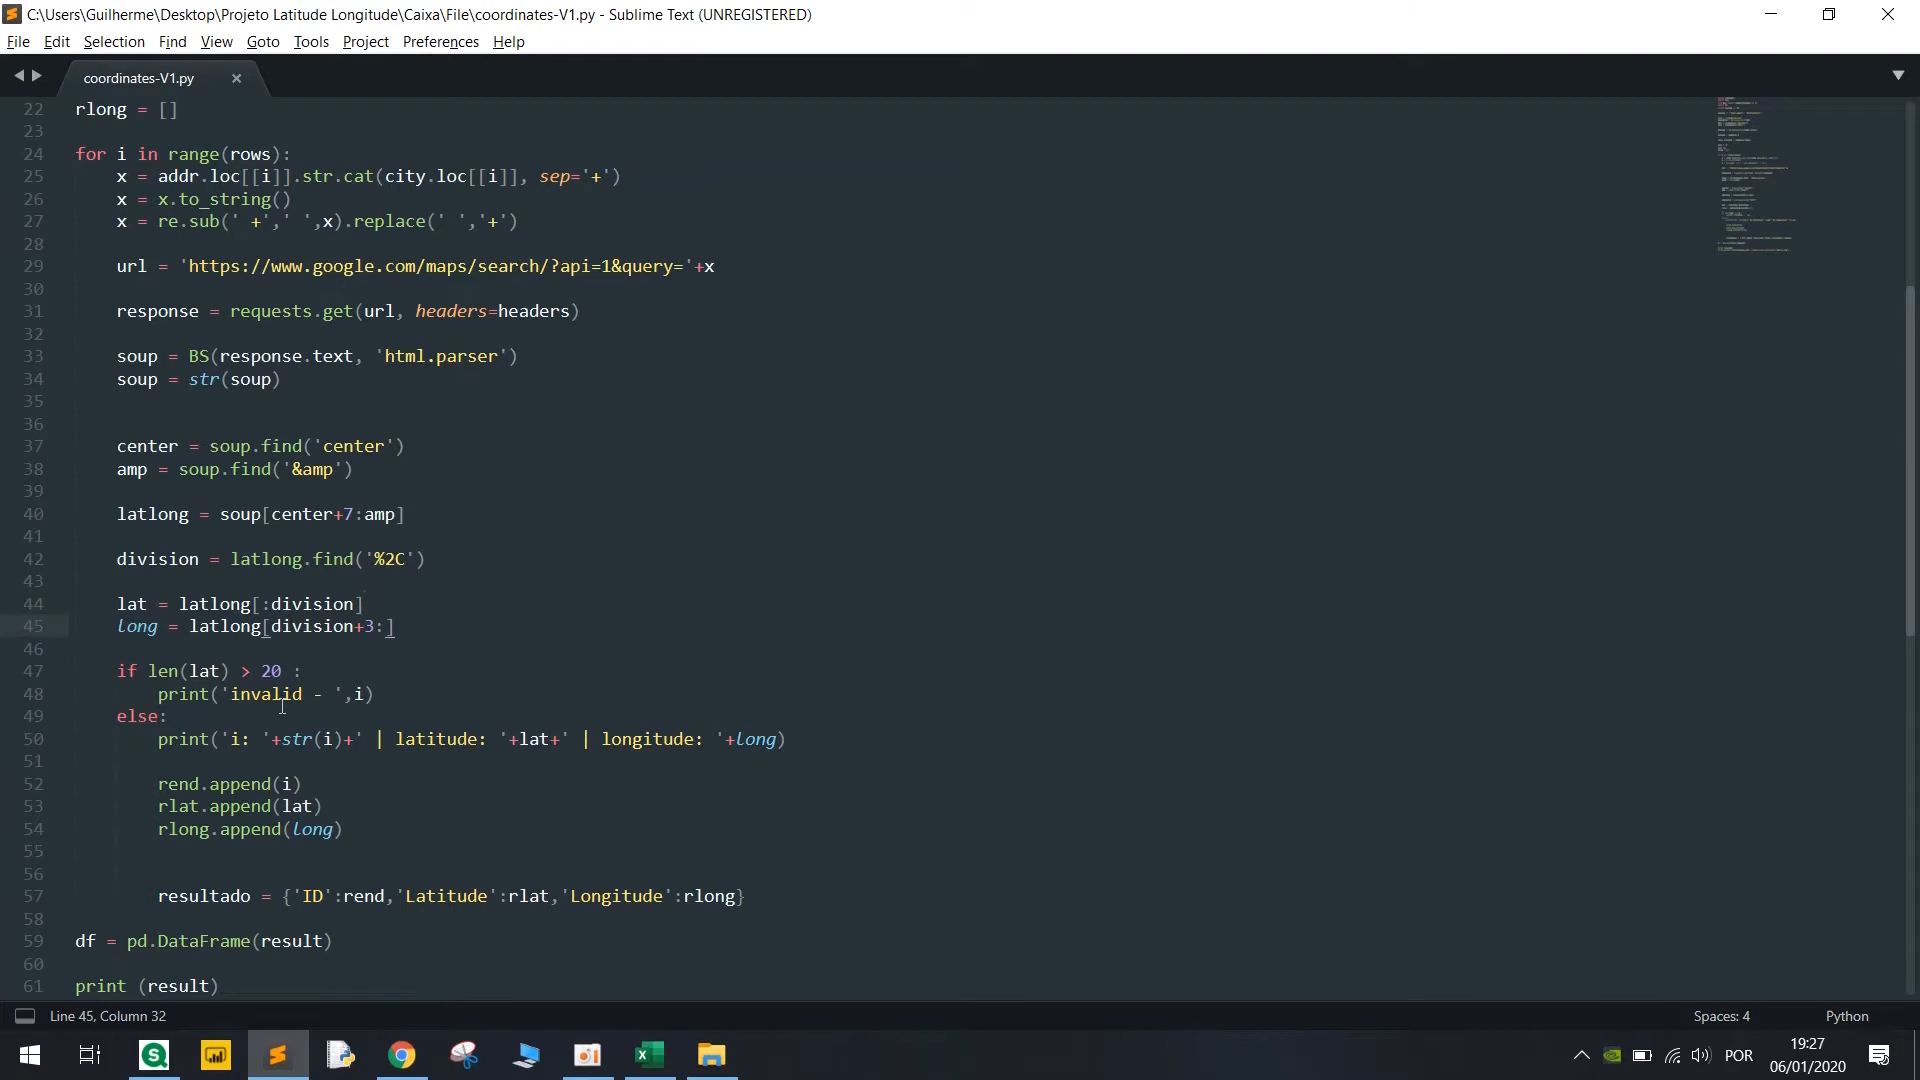 C:\Users\Guilherme\Desktop\Projeto Latitude Longitude\Caixa\File\coordinates-V1.py - Sublime Text (UNREGISTERED)
File Edit Selection Find View Goto Tools Project Preferences Help
coordinates-V1.py
22 rlong = []
23
24 for i in range(rows):
25     x = addr.loc[[i]].str.cat(city.loc[[i]], sep='+')
26     x = x.to_string()
27     x = re.sub(' +',' ',x).replace(' ','+')
28
29     url = 'https://www.google.com/maps/search/?api=1&query='+x
30
31     response = requests.get(url, headers=headers)
32
33     soup = BS(response.text, 'html.parser')
34     soup = str(soup)
35
36
37     center = soup.find('center')
38     amp = soup.find('&amp')
39
40     latlong = soup[center+7:amp]
41
42     division = latlong.find('%2C')
43
44     lat = latlong[:division]
45     long = latlong[division+3:]
46
47     if len(lat) > 20 :
48         print('invalid - ',i)
49     else:
50         print('i: '+str(i)+' | latitude: '+lat+' | longitude: '+long)
51
52         rend.append(i)
53         rlat.append(lat)
54         rlong.append(long)
55
56
57         resultado = {'ID':rend,'Latitude':rlat,'Longitude':rlong}
58
59 df = pd.DataFrame(result)
60
61 print (result)
Line 45, Column 32
Spaces: 4
Python
POR
19:27
06/01/2020